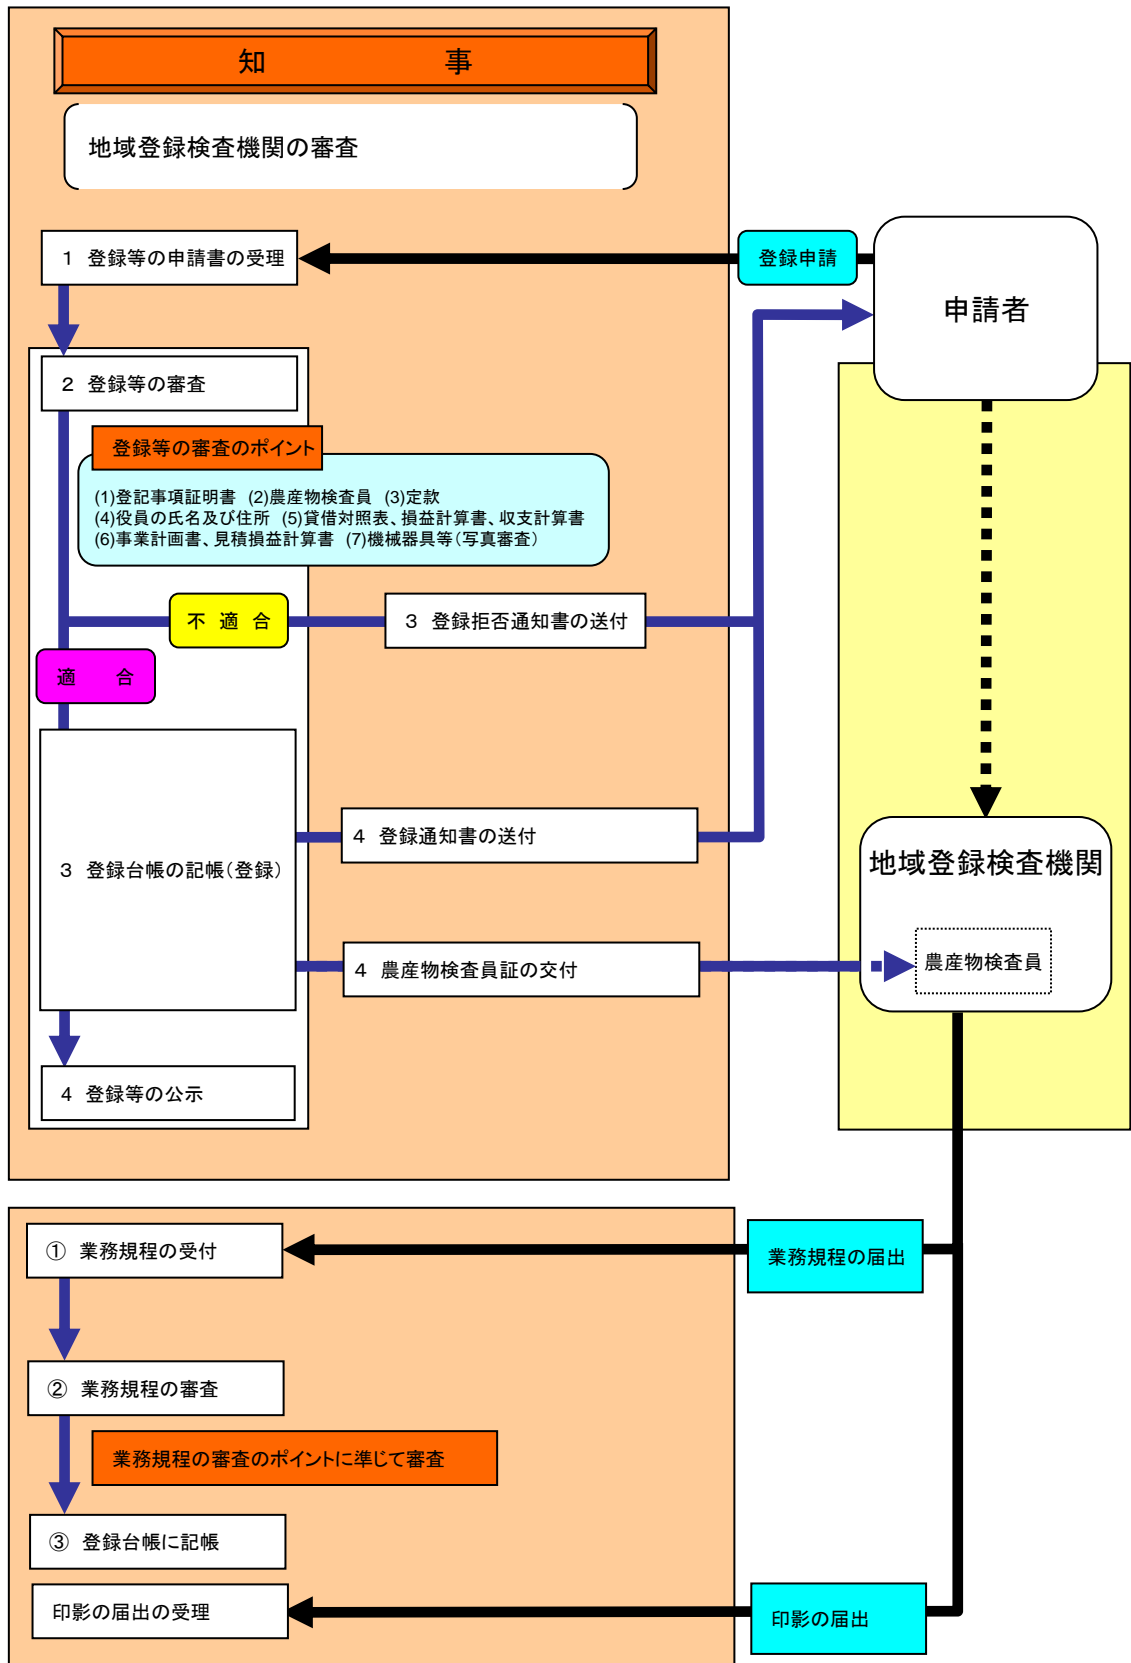 知　事
地域登録検査機関の審査
1 登録等の申請書の受理
登録申請
申請者
2 登録等の審査
登録等の審査のポイント
(1)登記事項証明書 (2)農産物検査員 (3)定款
(4)役員の氏名及び住所 (5)貸借対照表、損益計算書、収支計算書
(6)事業計画書、見積損益計算書 (7)機械器具等(写真審査)
不 適 合
3 登録拒否通知書の送付
適　合
3 登録台帳の記帳(登録)
4 登録通知書の送付
地域登録検査機関
4 農産物検査員証の交付
農産物検査員
4 登録等の公示
① 業務規程の受付
業務規程の届出
② 業務規程の審査
業務規程の審査のポイントに準じて審査
③ 登録台帳に記帳
印影の届出の受理
印影の届出